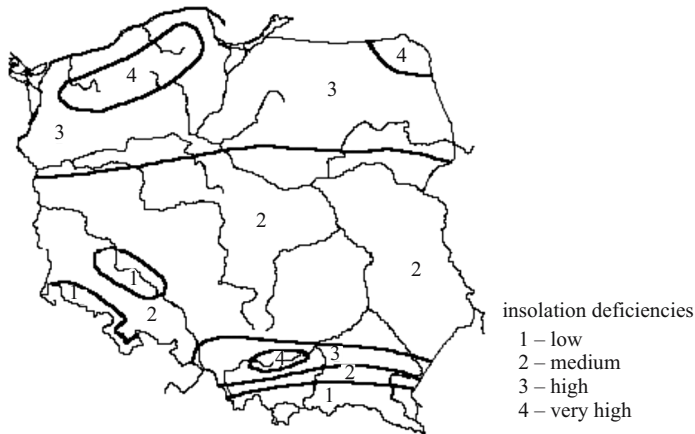 4
4
3
3
2
2
1
1
2
3
4
2
1
insolation deficiencies
1 – low
2 – medium
3 – high
4 – very high